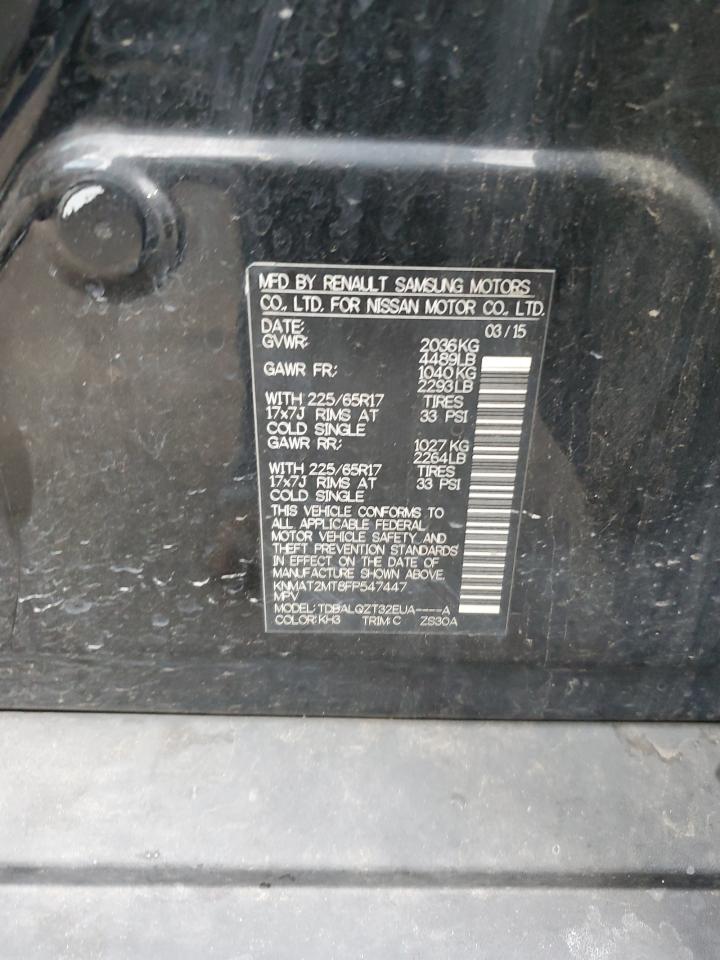 MFD BY RENAULT SAMSUNG MOTORS
CO., LTD. FOR NISSAN MOTOR CO., LTD.
DATE: 03/15
GVWR: 2036KG
4489LB
GAWR FR: 1040KG
2293LB
WITH 225/65R17 TIRES
17x7J RIMS AT 33 PSI
COLD SINGLE
GAWR RR: 1027KG
2264LB
WITH 225/65R17 TIRES
17x7J RIMS AT 33 PSI
COLD SINGLE
THIS VEHICLE CONFORMS TO
ALL APPLICABLE FEDERAL
MOTOR VEHICLE SAFETY, AND
THEFT PREVENTION STANDARDS
IN EFFECT ON THE DATE OF
MANUFACTURE SHOWN ABOVE.
KNMAT2MT8FP547447
MPV
MODEL: TDBALQZT32EUA----A
COLOR: KH3 TRIM: C ZS30A